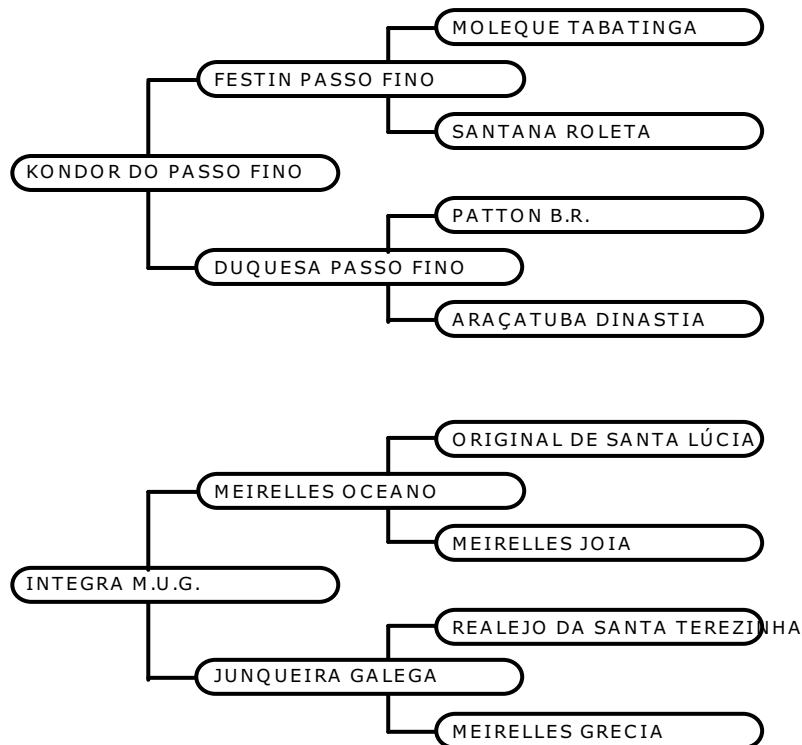 MOLEQUE TABATINGA
FESTIN PASSO FINO
SANTANA ROLETA
KONDOR DO PASSO FINO
PATTON B.R.
DUQUESA PASSO FINO
ARAÇATUBA DINASTIA
ORIGINAL DE SANTA LÚCIA
MEIRELLES OCEANO
MEIRELLES JOIA
INTEGRA M.U.G.
REALEJO DA SANTA TEREZINHA
JUNQUEIRA GALEGA
MEIRELLES GRECIA